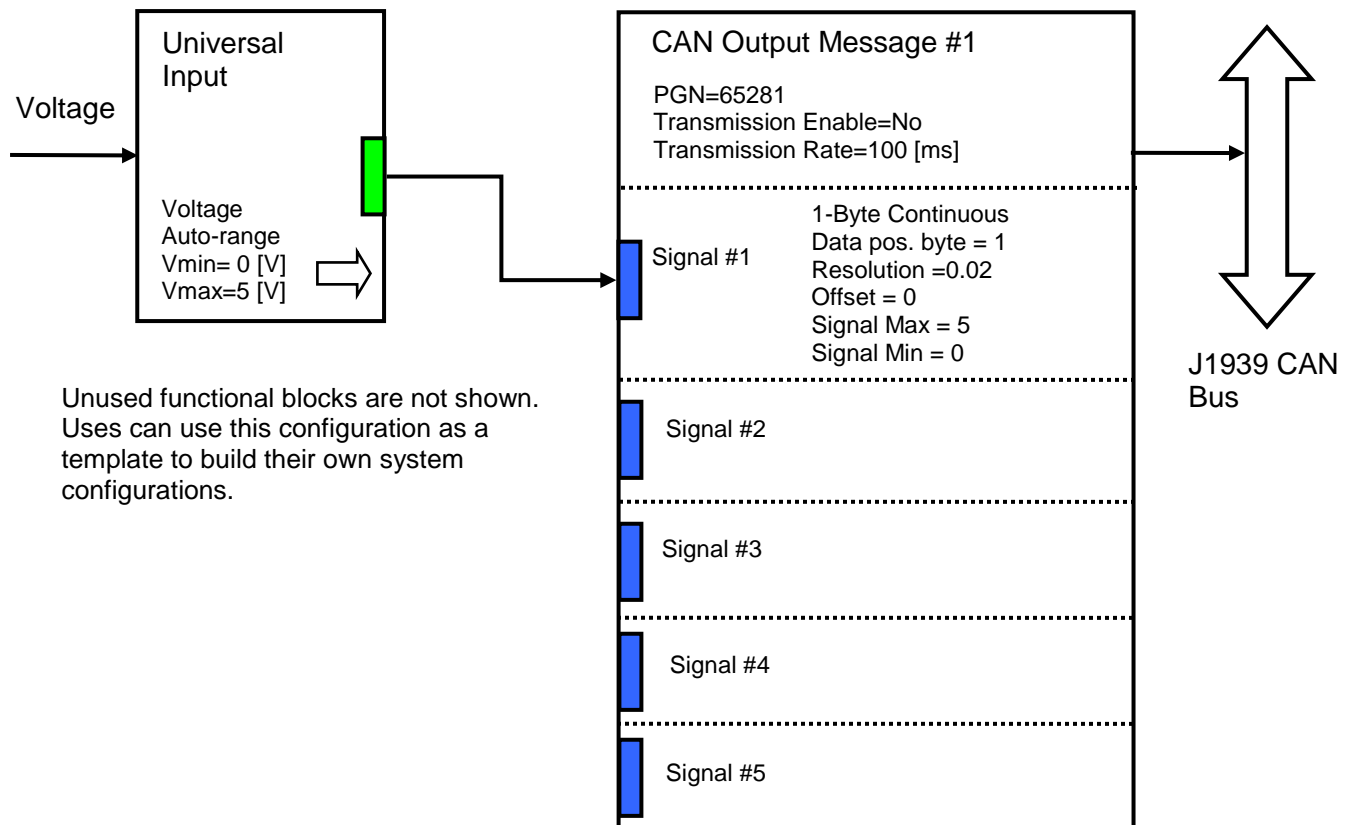 Universal
Input
Voltage
Voltage
Auto-range
Vmin= 0 [V]
Vmax=5 [V]
Unused functional blocks are not shown.
Uses can use this configuration as a
template to build their own system
configurations.
CAN Output Message #1
PGN=65281
Transmission Enable=No
Transmission Rate=100 [ms]
Signal #1
1-Byte Continuous
Data pos. byte = 1
Resolution =0.02
Offset = 0
Signal Max = 5
Signal Min = 0
Signal #2
Signal #3
Signal #4
Signal #5
J1939 CAN
Bus